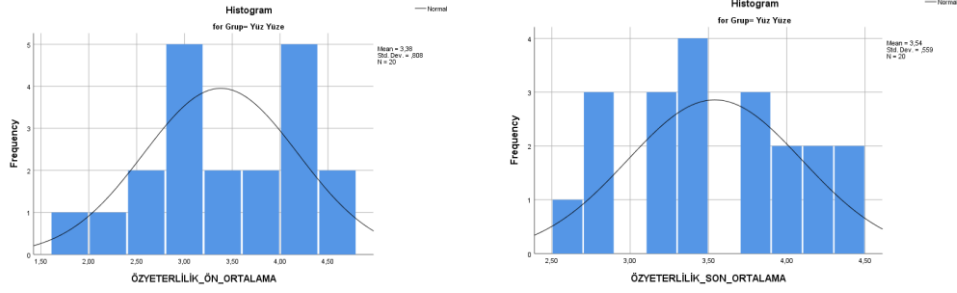 Histogram
for Grup= Yüz Yüze
Normal
Mean = 3,38
Std. Dev. = ,808
N = 20
Frequency
5
4
3
2
1
0
1,50 2,00 2,50 3,00 3,50 4,00 4,50
ÖZYETERLİLİK_ÖN_ORTALAMA
Histogram
for Grup= Yüz Yüze
Normal
Mean = 3,54
Std. Dev. = ,559
N = 20
Frequency
4
3
2
1
0
2,50 3,00 3,50 4,00 4,50
ÖZYETERLİLİK_SON_ORTALAMA